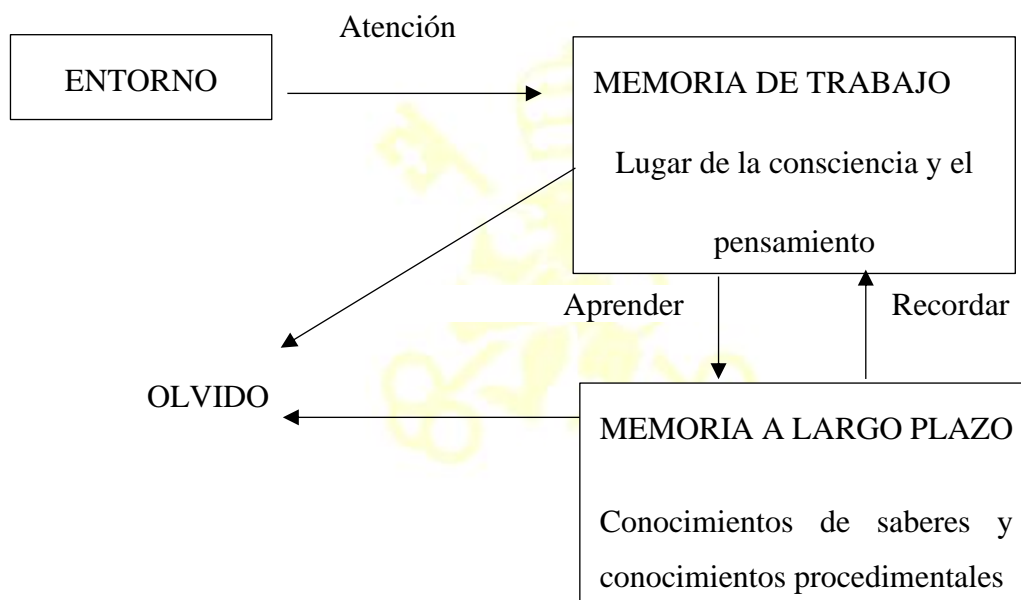 Atención
ENTORNO
MEMORIA DE TRABAJO
Lugar de la consciencia y el
pensamiento
Aprender
Recordar
OLVIDO
MEMORIA A LARGO PLAZO
Conocimientos de saberes y
conocimientos procedimentales